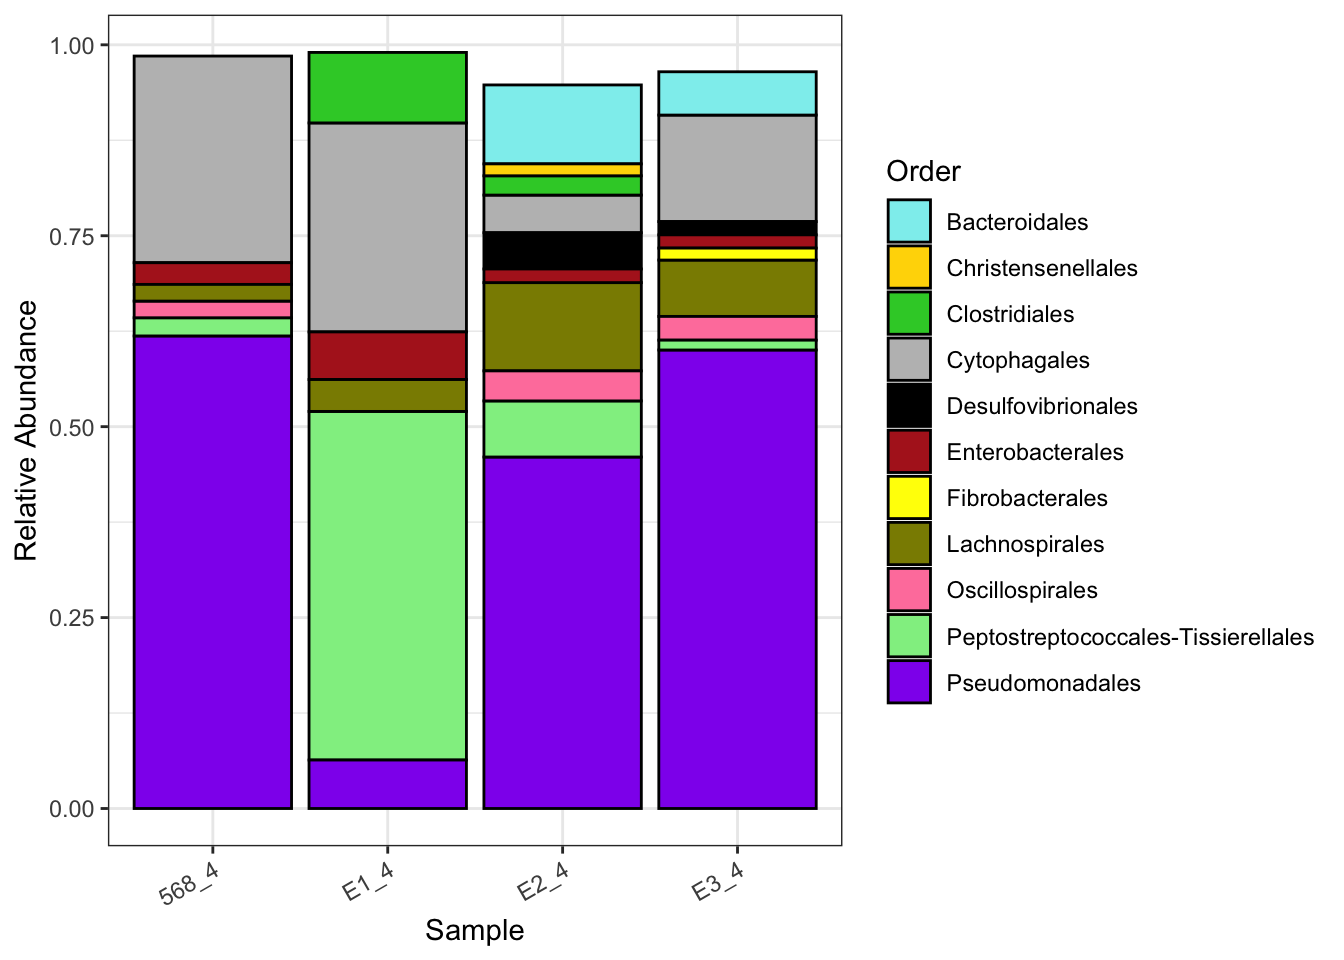 Relative Abundance
1.00
0.75
0.50
0.25
0.00
568_4
E1_4
E2_4
E3_4
Sample
Order
Bacteroidales
Christensenellales
Clostridiales
Cytophagales
Desulfovibrionales
Enterobacterales
Fibrobacterales
Lachnospirales
Oscillospirales
Peptostreptococcales-Tissierellales
Pseudomonadales